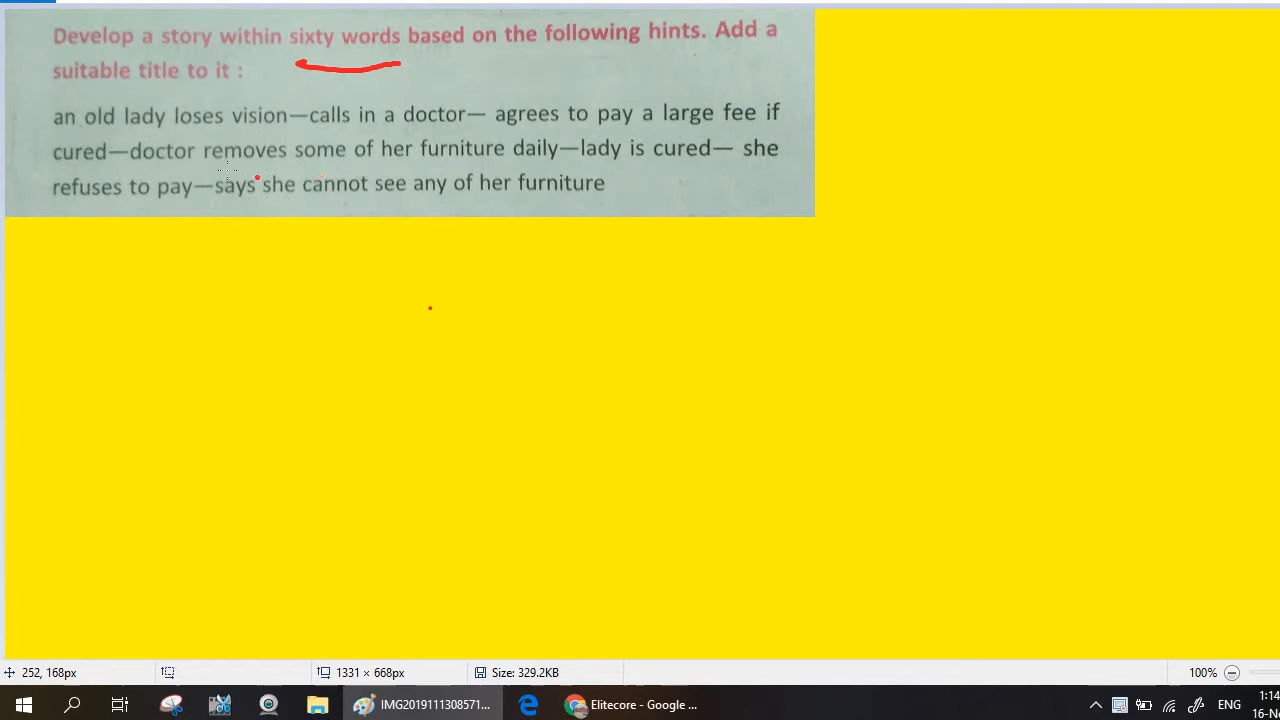 Develop a story within sixty words based on the following hints. Add a
suitable title to it :
an old lady loses vision—calls in a doctor— agrees to pay a large fee if
cured—doctor removes some of her furniture daily—lady is cured— she
refuses to pay—says she cannot see any of her furniture
252, 168px
1331 × 668px
Size: 329.2KB
100%
IMG2019111308571...
Elitecore - Google ...
ENG
1:14
16-No